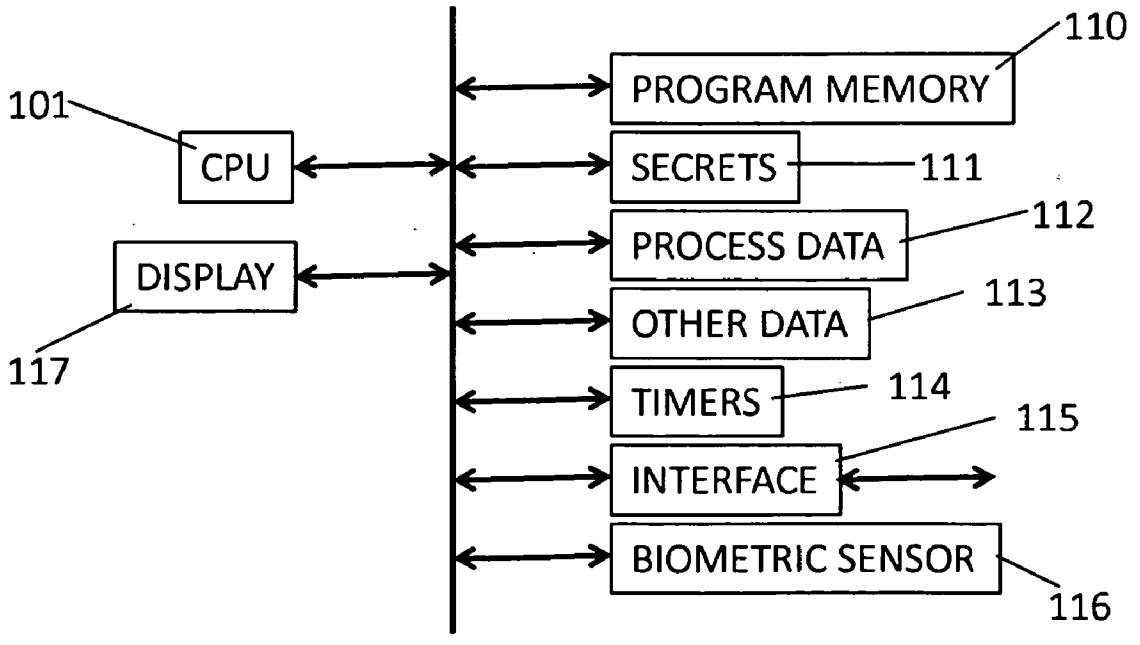 110
PROGRAM MEMORY
101
CPU
SECRETS
111
PROCESS DATA
112
DISPLAY
117
OTHER DATA
113
TIMERS
114
INTERFACE
115
BIOMETRIC SENSOR
116